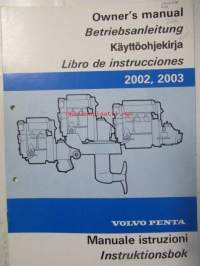 Owner's manual
Betriebsanleitung
Käyttöohjekirja
Libro de instrucciones
2002, 2003
VOLVO PENTA
Manuale istruzioni
Instruktionsbok